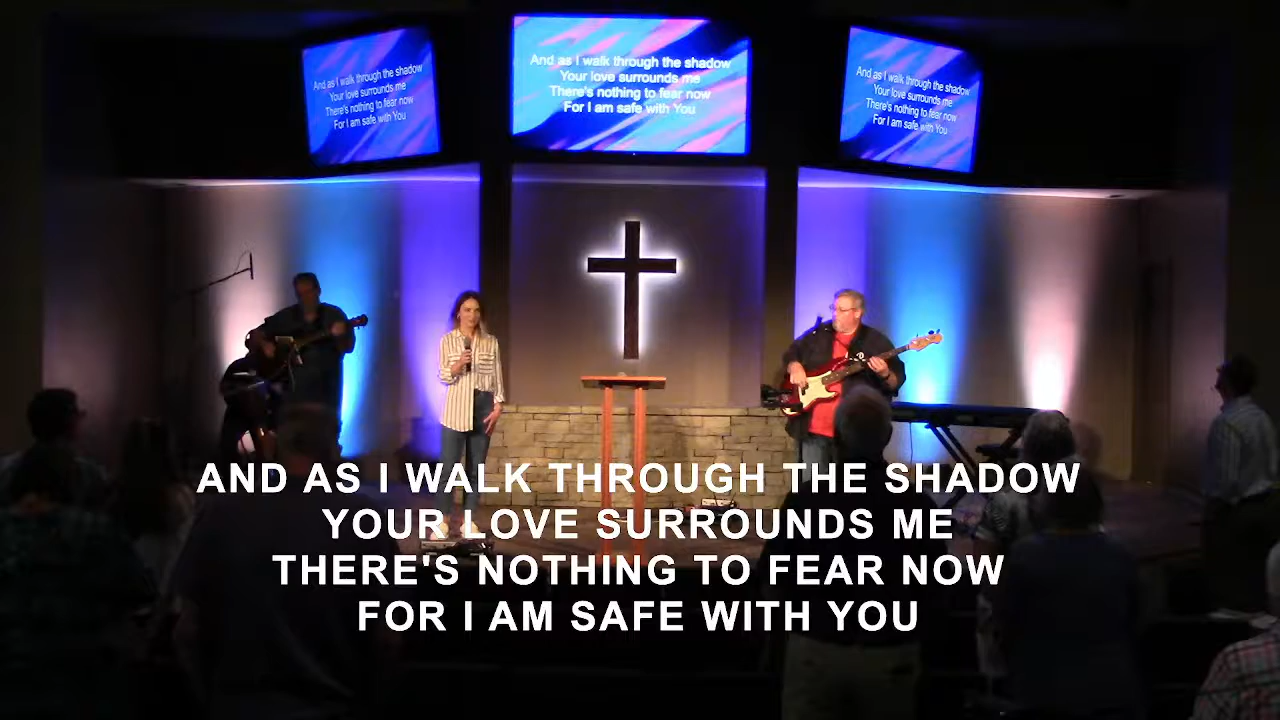 And as I walk through the shadow
Your love surrounds me
There's nothing to fear now
For I am safe with You
And as I walk through the shadow
Your love surrounds me
There's nothing to fear now
For I am safe with You
And as I walk through the shadow
Your love surrounds me
There's nothing to fear now
For I am safe with You
AND AS I WALK THROUGH THE SHADOW
YOUR LOVE SURROUNDS ME
THERE'S NOTHING TO FEAR NOW
FOR I AM SAFE WITH YOU